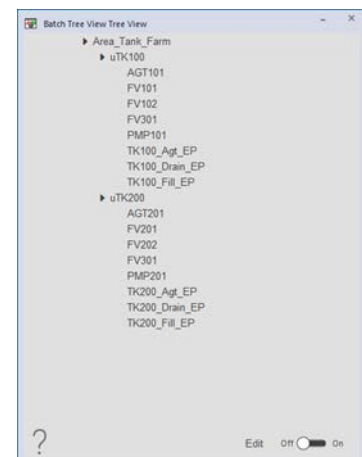 Batch Tree View Tree View
Area_Tank_Farm
uTK100
AGT101
FV101
FV102
FV301
PMP101
TK100_Agt_EP
TK100_Drain_EP
TK100_Fill_EP
uTK200
AGT201
FV201
FV202
FV301
PMP201
TK200_Agt_EP
TK200_Drain_EP
TK200_Fill_EP
? Edit Off On